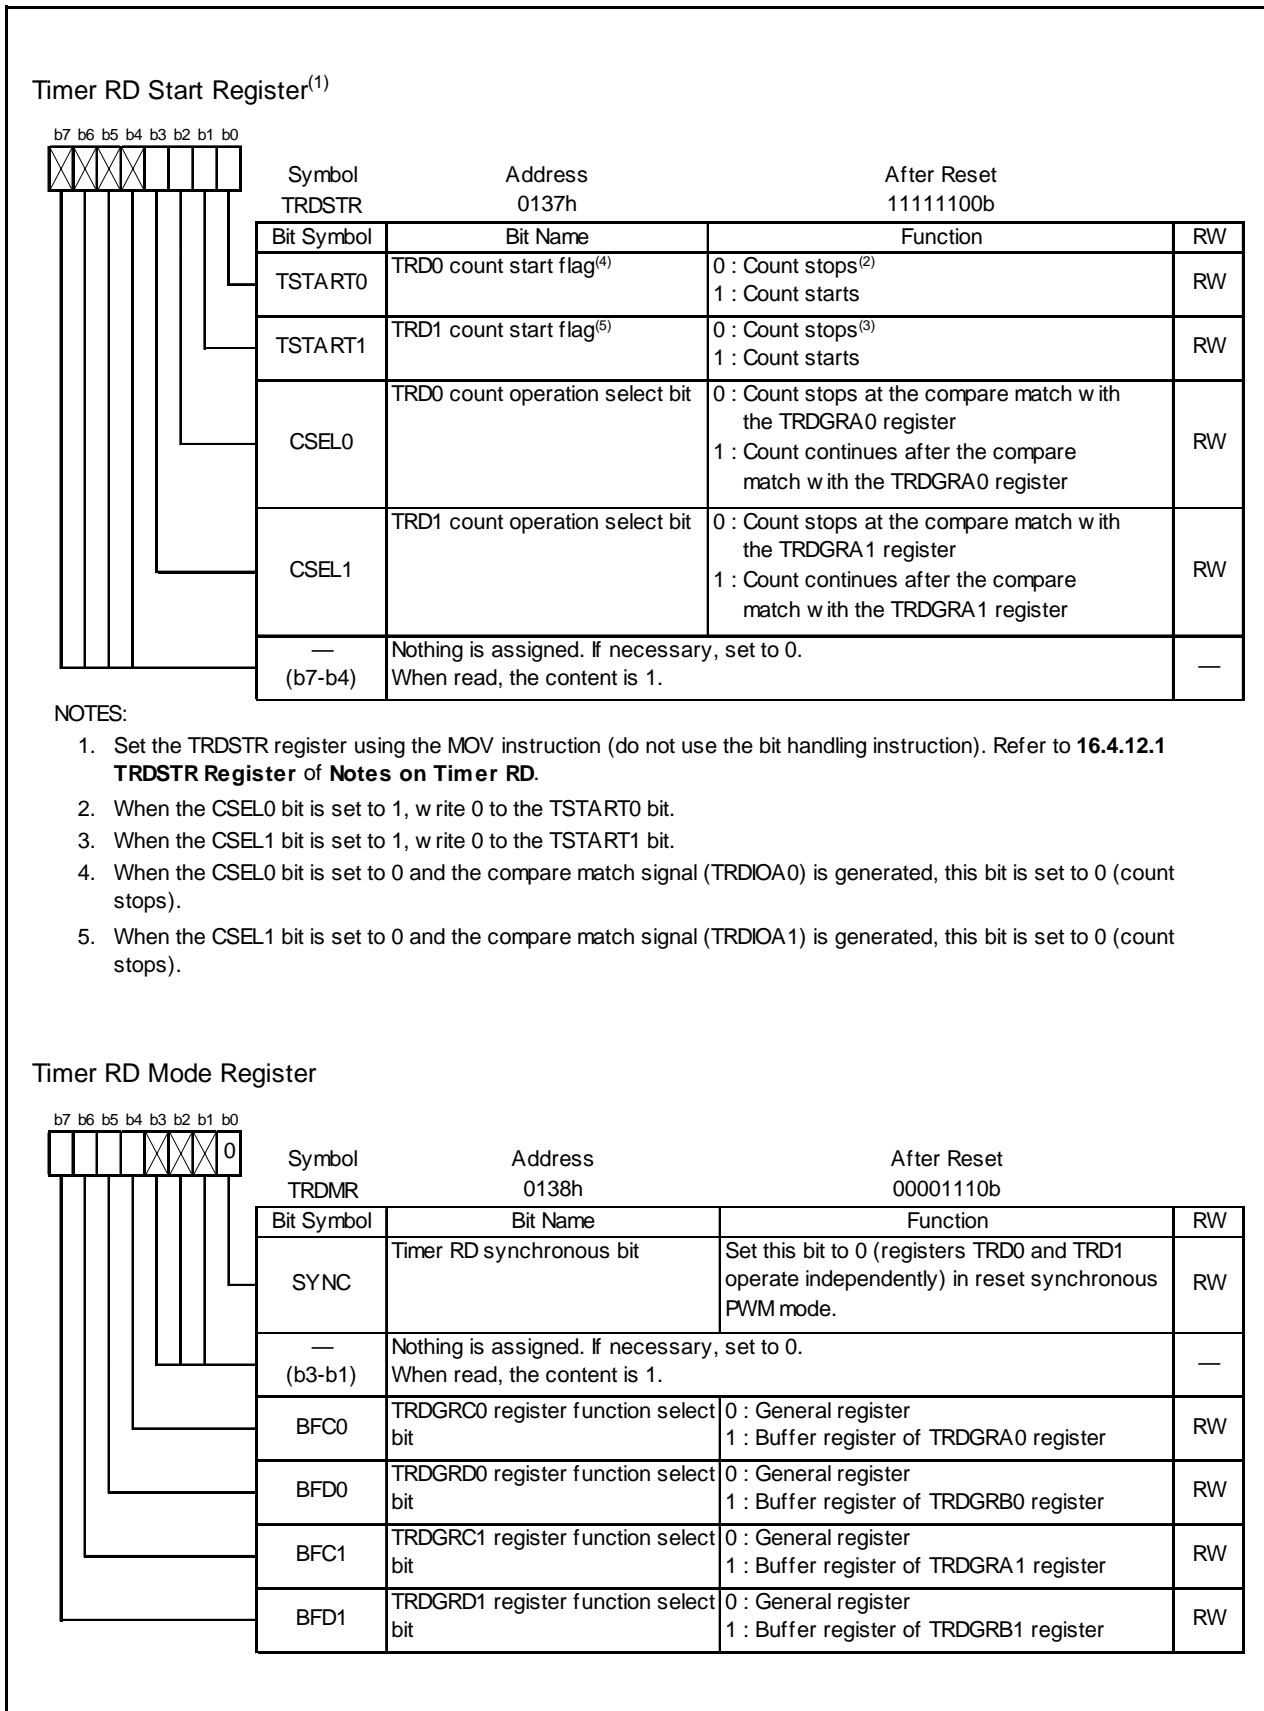 Timer RD Start Register(1)
b7 b6 b5 b4 b3 b2 b1 b0
Symbol Address After Reset
TRDSTR 0137h 11111100b
Bit Symbol Bit Name Function RW
TSTART0 TRD0 count start flag(4) 0 : Count stops(2) RW
1 : Count starts
TSTART1 TRD1 count start flag(5) 0 : Count stops(3) RW
1 : Count starts
CSEL0 TRD0 count operation select bit 0 : Count stops at the compare match with RW
the TRDGRA0 register
1 : Count continues after the compare
match with the TRDGRA0 register
CSEL1 TRD1 count operation select bit 0 : Count stops at the compare match with RW
the TRDGRA1 register
1 : Count continues after the compare
match with the TRDGRA1 register
— Nothing is assigned. If necessary, set to 0. —
(b7-b4) When read, the content is 1.
NOTES:
1. Set the TRDSTR register using the MOV instruction (do not use the bit handling instruction). Refer to 16.4.12.1
TRDSTR Register of Notes on Timer RD.
2. When the CSEL0 bit is set to 1, write 0 to the TSTART0 bit.
3. When the CSEL1 bit is set to 1, write 0 to the TSTART1 bit.
4. When the CSEL0 bit is set to 0 and the compare match signal (TRDIOA0) is generated, this bit is set to 0 (count
stops).
5. When the CSEL1 bit is set to 0 and the compare match signal (TRDIOA1) is generated, this bit is set to 0 (count
stops).
Timer RD Mode Register
b7 b6 b5 b4 b3 b2 b1 b0
0
Symbol Address After Reset
TRDMR 0138h 00001110b
Bit Symbol Bit Name Function RW
SYNC Timer RD synchronous bit Set this bit to 0 (registers TRD0 and TRD1 RW
operate independently) in reset synchronous
PWM mode.
— Nothing is assigned. If necessary, set to 0. —
(b3-b1) When read, the content is 1.
BFC0 TRDGRC0 register function select 0 : General register RW
bit 1 : Buffer register of TRDGRA0 register
BFD0 TRDGRD0 register function select 0 : General register RW
bit 1 : Buffer register of TRDGRB0 register
BFC1 TRDGRC1 register function select 0 : General register RW
bit 1 : Buffer register of TRDGRA1 register
BFD1 TRDGRD1 register function select 0 : General register RW
bit 1 : Buffer register of TRDGRB1 register